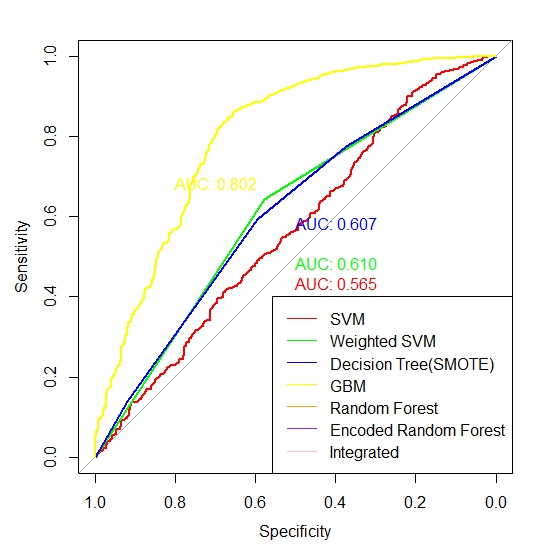 1.0
0.8
0.6
0.4
0.2
0.0
Sensitivity
AUC: 0.802
AUC: 0.607
AUC: 0.610
AUC: 0.565
SVM
Weighted SVM
Decision Tree(SMOTE)
GBM
Random Forest
Encoded Random Forest
Integrated
1.0 0.8 0.6 0.4 0.2 0.0
Specificity